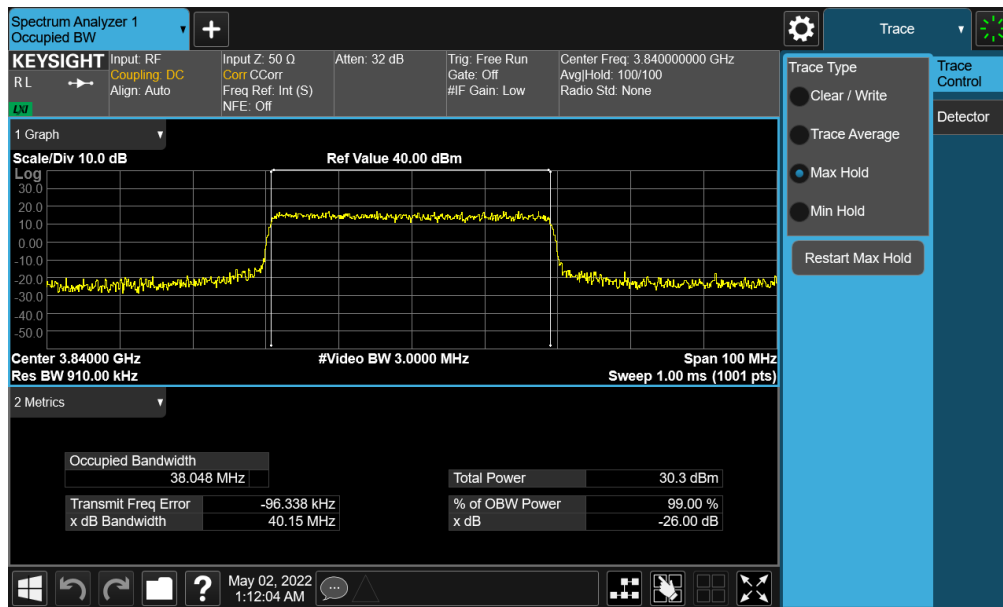 Spectrum Analyzer 1
Occupied BW
+
Trace
KEYSIGHT
RL
LXI
Input: RF
Coupling: DC
Align: Auto
Input Z: 50 Ω
Corr CCorr
Freq Ref: Int (S)
NFE: Off
Atten: 32 dB
Trig: Free Run
Gate: Off
#IF Gain: Low
Center Freq: 3.840000000 GHz
Avg|Hold: 100/100
Radio Std: None
Trace Type
Clear / Write
Trace Average
Max Hold
Min Hold
Restart Max Hold
Trace
Control
Detector
1 Graph
Scale/Div 10.0 dB
Ref Value 40.00 dBm
Log
30.0
20.0
10.0
0.00
-10.0
-20.0
-30.0
-40.0
-50.0
Center 3.84000 GHz
#Video BW 3.0000 MHz
Span 100 MHz
Res BW 910.00 kHz
Sweep 1.00 ms (1001 pts)
2 Metrics
Occupied Bandwidth
38.048 MHz
Total Power 30.3 dBm
Transmit Freq Error -96.338 kHz
% of OBW Power 99.00 %
x dB Bandwidth 40.15 MHz
x dB -26.00 dB
?
May 02, 2022
1:12:04 AM